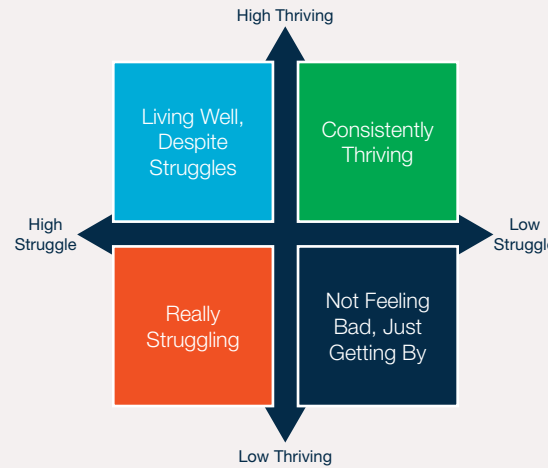 High Thriving
Living Well,
Despite
Struggles
Consistently
Thriving
High
Struggle
Low
Struggle
Really
Struggling
Not Feeling
Bad, Just
Getting By
Low Thriving